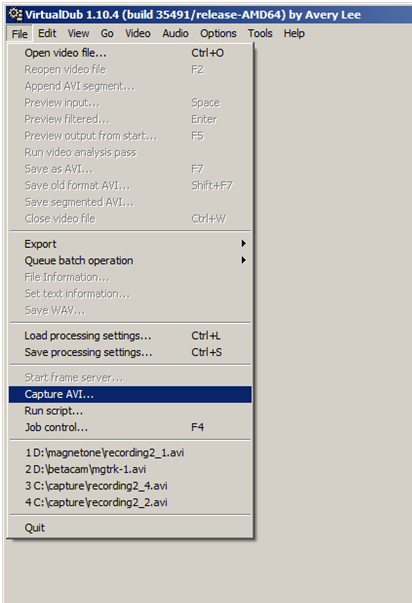 VirtualDub 1.10.4 (build 35491/release-AMD64) by Avery Lee
File Edit View Go Video Audio Options Tools Help
Open video file... Ctrl+O
Reopen video file F2
Append AVI segment...
Preview input... Space
Preview filtered... Enter
Preview output from start... F5
Run video analysis pass
Save as AVI... F7
Save old format AVI... Shift+F7
Save segmented AVI...
Close video file Ctrl+W
Export
Queue batch operation
File Information...
Set text information...
Save WAV...
Load processing settings... Ctrl+L
Save processing settings... Ctrl+S
Start frame server...
Capture AVI...
Run script...
Job control... F4
1 D:\magnetone\recording2_1.avi
2 D:\betacam\mgtrk-1.avi
3 C:\capture\recording2_4.avi
4 C:\capture\recording2_2.avi
Quit